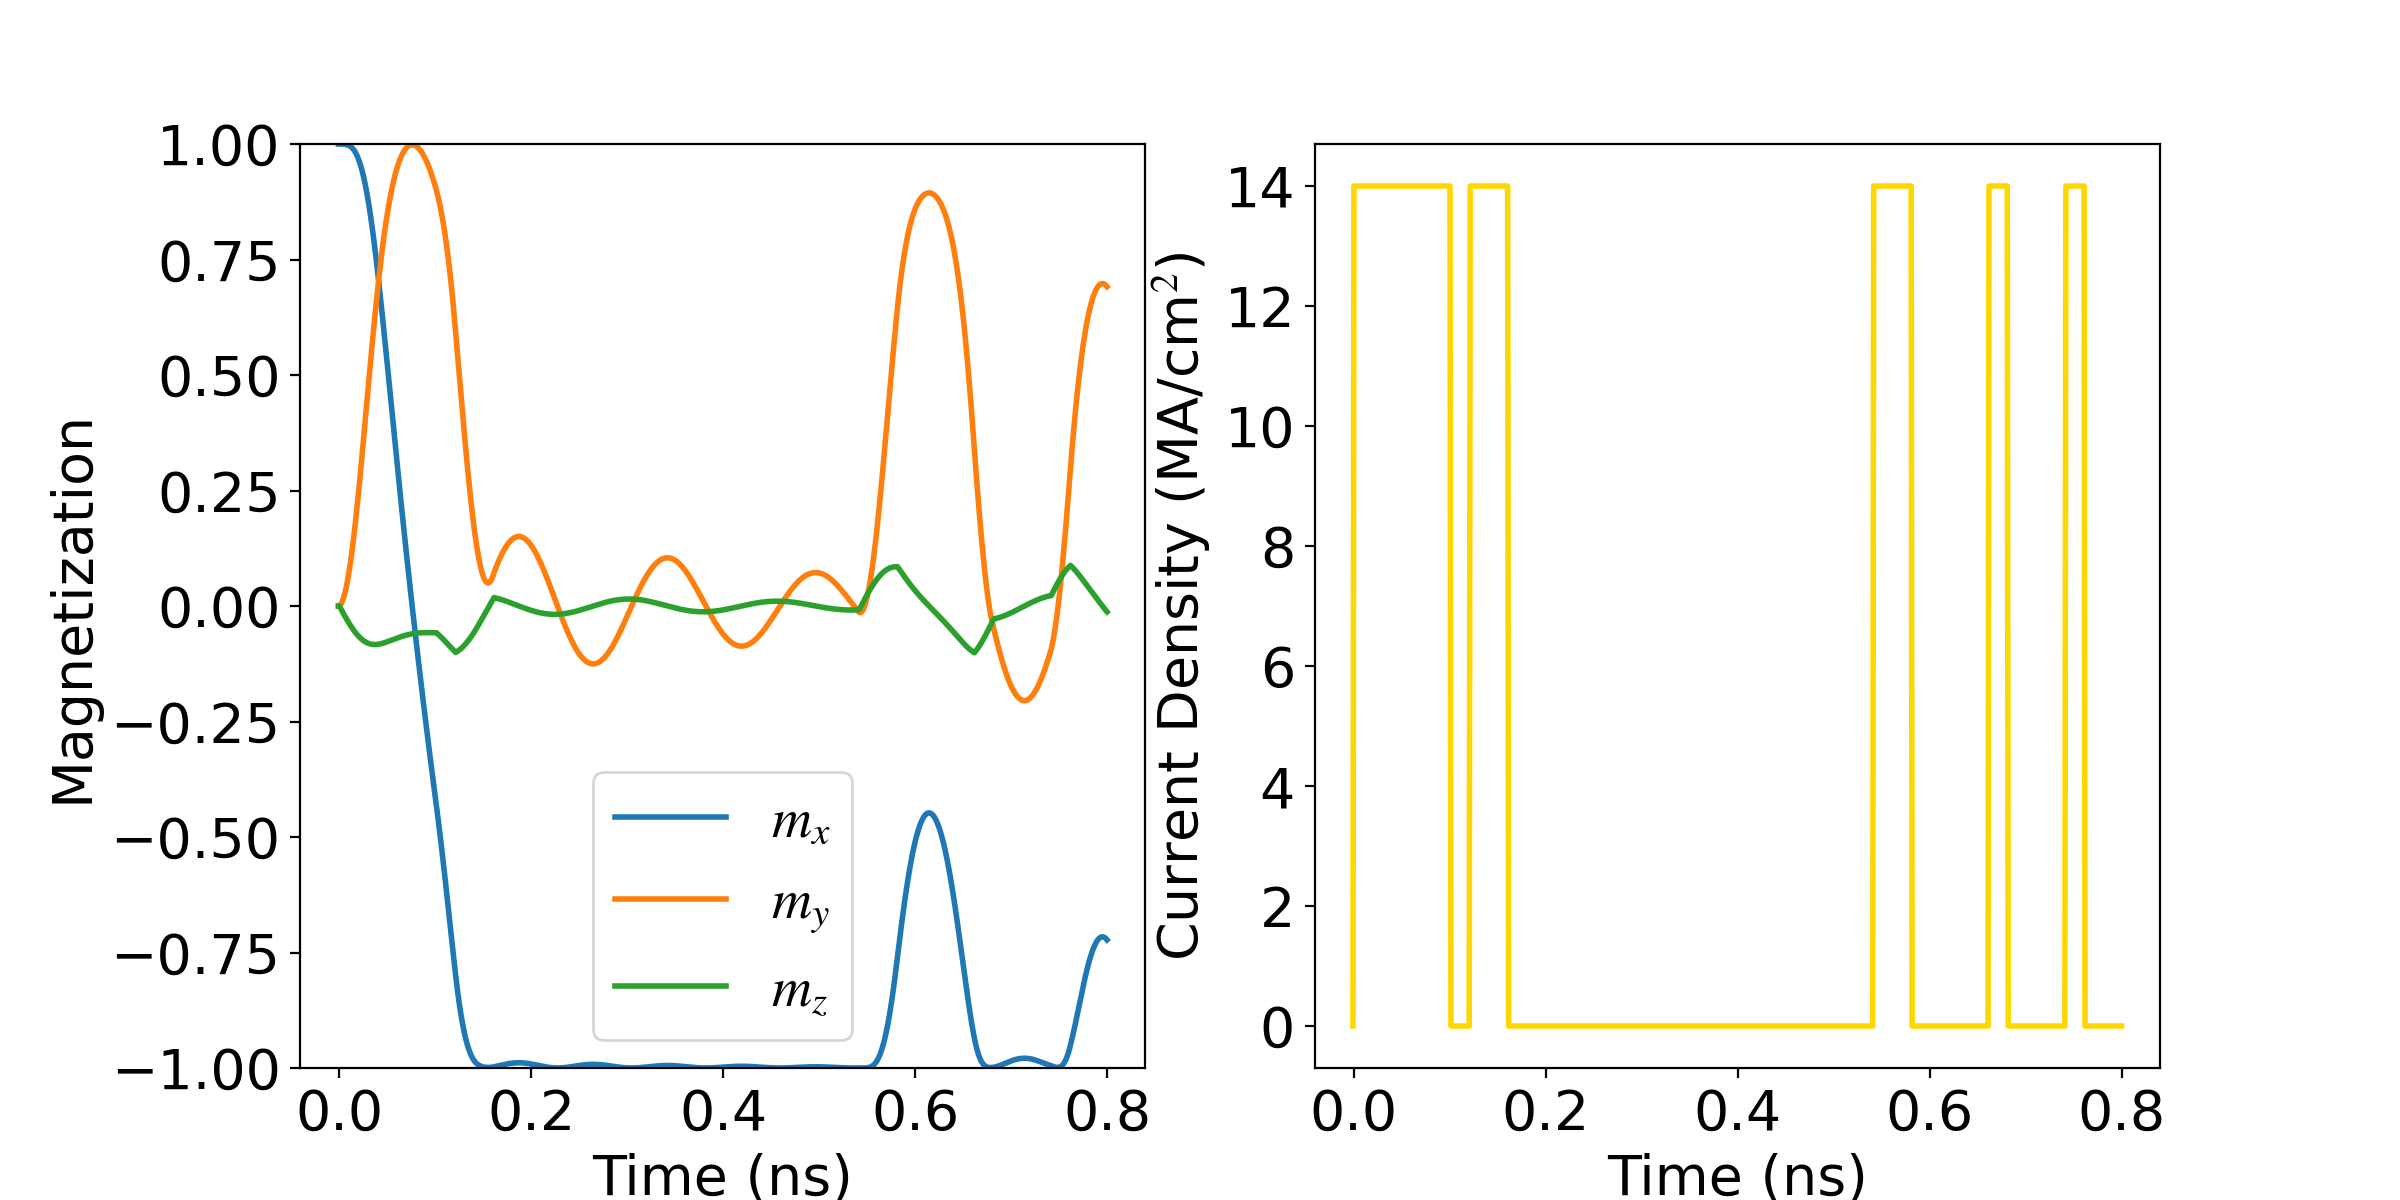 Magnetization
1.00
0.75
0.50
0.25
0.00
−0.25
−0.50
−0.75
−1.00
0.0 0.2 0.4 0.6 0.8
Time (ns)
m_x
m_y
m_z
Current Density (MA/cm²)
14
12
10
8
6
4
2
0
0.0 0.2 0.4 0.6 0.8
Time (ns)